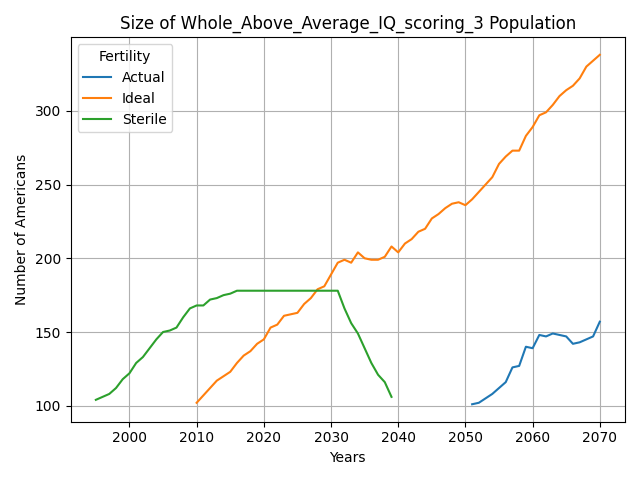 Size of Whole_Above_Average_IQ_scoring_3 Population
Fertility
Actual
Ideal
Sterile
Number of Americans
300
250
200
150
100
2000
2010
2020
2030
2040
2050
2060
2070
Years